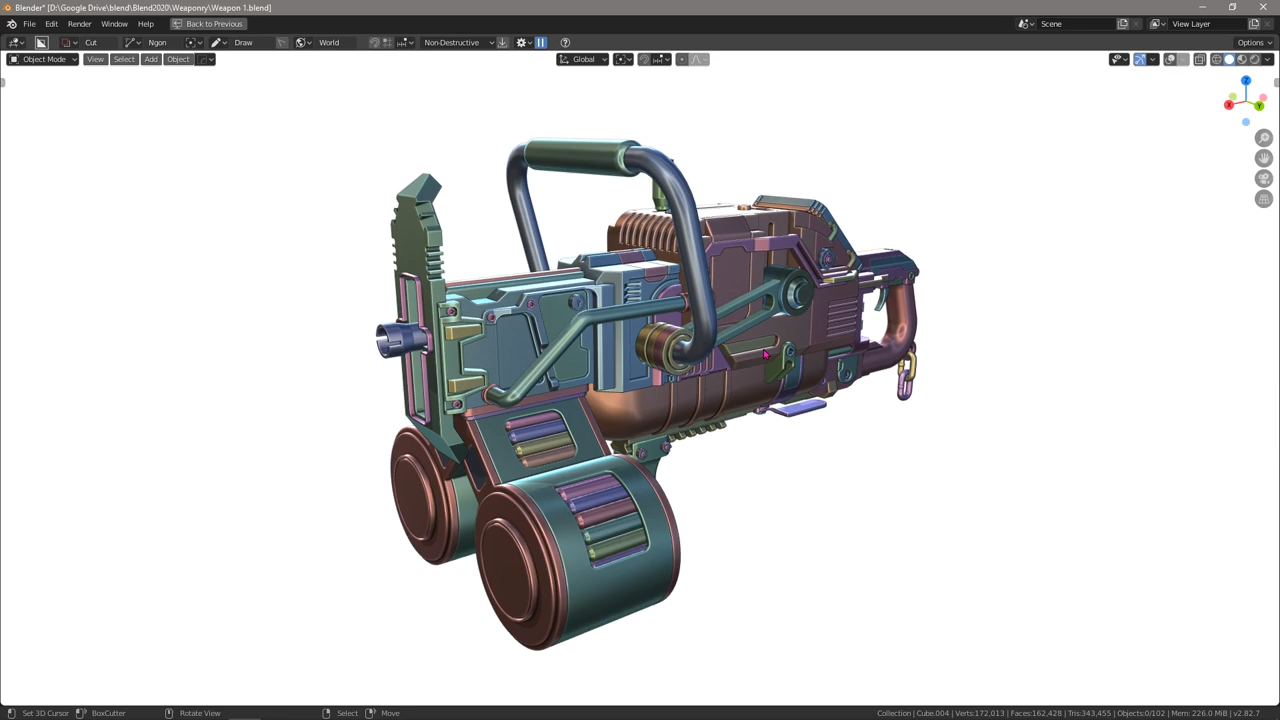 Blender* [D:\Google Drive\blend\Blend2020\Weaponry\Weapon 1.blend]
File Edit Render Window Help Back to Previous Scene View Layer
Cut Ngon Draw World Non-Destructive Options
Object Mode View Select Add Object Global
Z
X
Y
Set 3D Cursor BoxCutter Rotate View Select Move Collection | Cube.004 | Verts:172,013 | Faces:162,428 | Tris:343,455 | Objects:0/102 | Mem: 226.0 MiB | v2.82.7